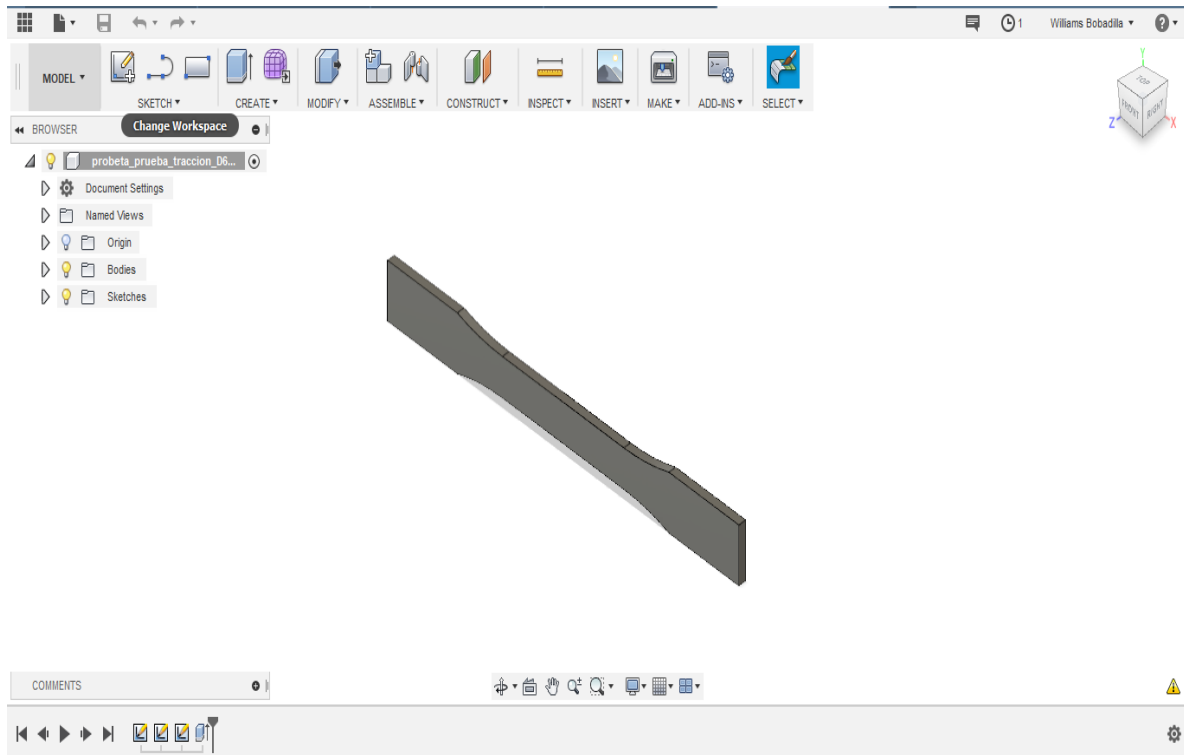 1 Williams Bobadilla
MODEL SKETCH CREATE MODIFY ASSEMBLE CONSTRUCT INSPECT INSERT MAKE ADD-INS SELECT
BROWSER Change Workspace
probeta_prueba_traccion_D6...
Document Settings
Named Views
Origin
Bodies
Sketches
TOP
FRONT RIGHT
Y
Z X
COMMENTS